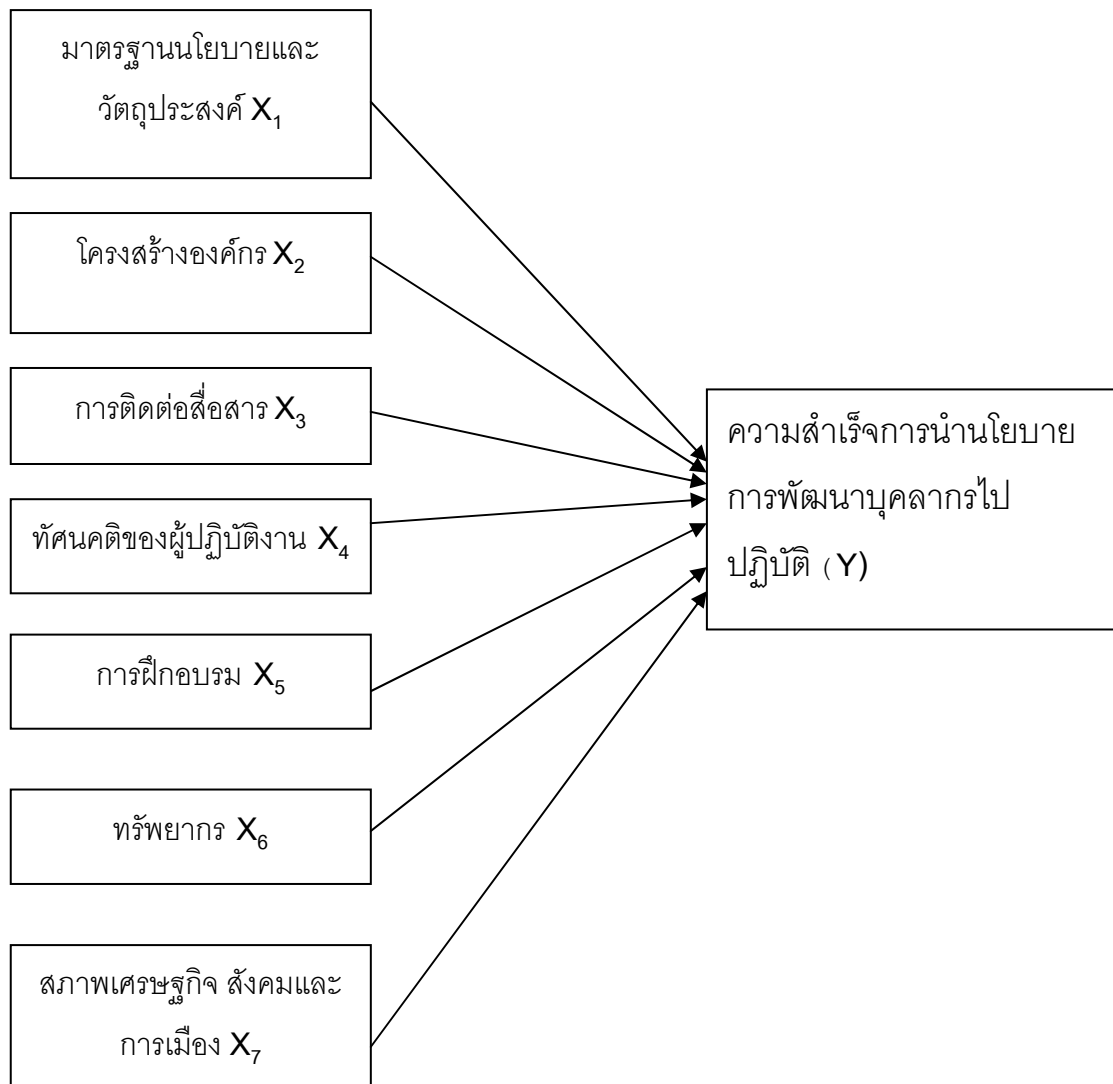 มาตรฐานนโยบายและ
วัตถุประสงค์ X₁
โครงสร้างองค์กร X₂
การติดต่อสื่อสาร X₃
ทัศนคติของผู้ปฏิบัติงาน X₄
การฝึกอบรม X₅
ทรัพยากร X₆
สภาพเศรษฐกิจ สังคมและ
การเมือง X₇
ความสำเร็จการนำนโยบาย
การพัฒนาบุคลากรไป
ปฏิบัติ (Y)